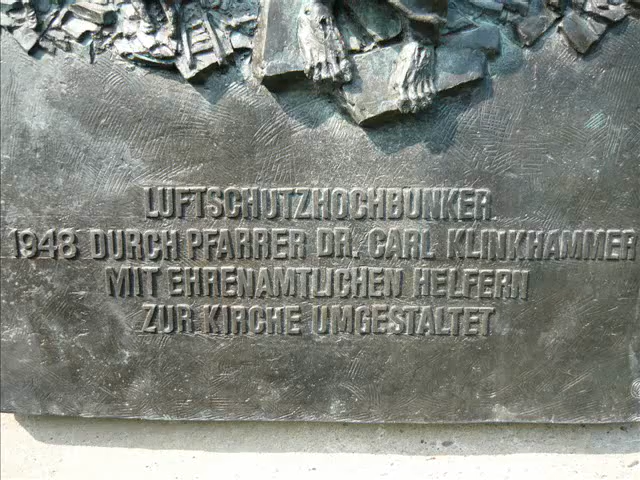 LUFTSCHUTZHOCHBUNKER
1948 DURCH PFARRER DR. CARL KLINKHAMMER
MIT EHRENAMTLICHEN HELFERN
ZUR KIRCHE UMGESTALTET